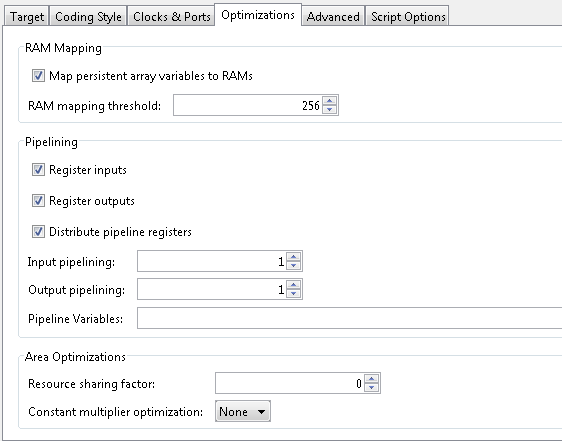 Target Coding Style Clocks & Ports Optimizations Advanced Script Options
RAM Mapping
Map persistent array variables to RAMs
RAM mapping threshold: 256
Pipelining
Register inputs
Register outputs
Distribute pipeline registers
Input pipelining: 1
Output pipelining: 1
Pipeline Variables:
Area Optimizations
Resource sharing factor: 0
Constant multiplier optimization: None